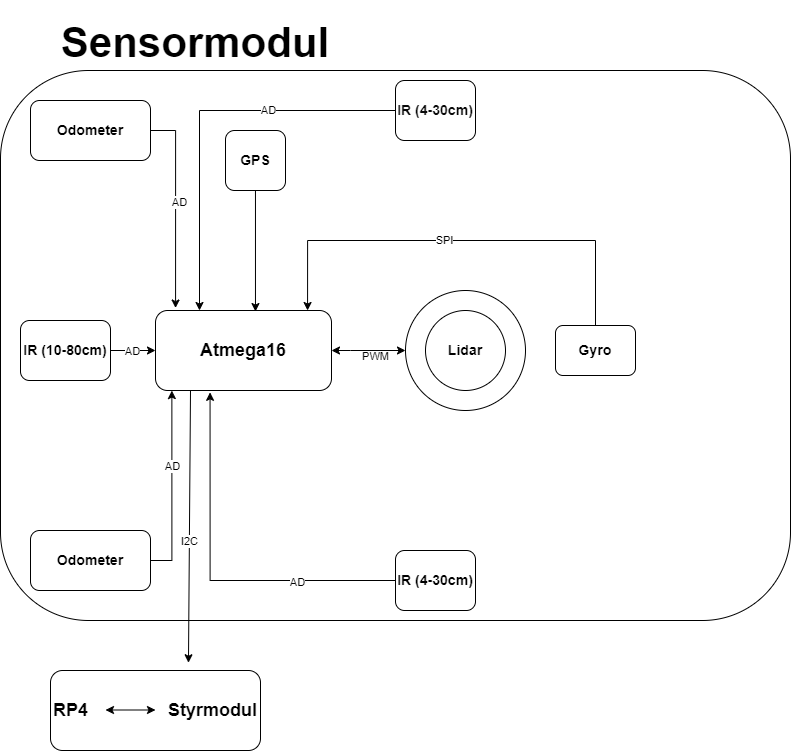 Sensormodul
IR (4-30cm)
AD
Odometer
GPS
AD
SPI
IR (10-80cm)
AD
Atmega16
PWM
Lidar
Gyro
AD
I2C
Odometer
AD
IR (4-30cm)
RP4
Styrmodul